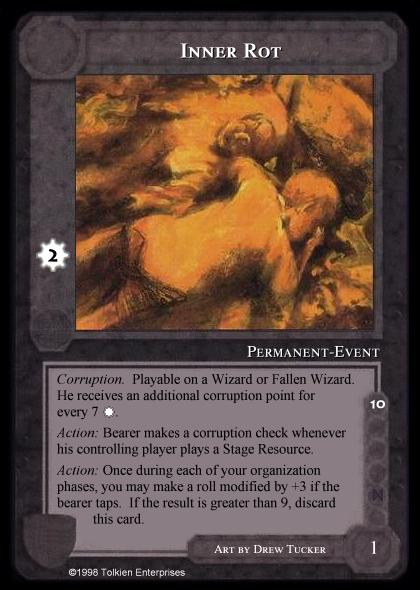 Inner Rot
2
Permanent-Event
Corruption. Playable on a Wizard or Fallen Wizard.
He receives an additional corruption point for
every 7 .
10
Action: Bearer makes a corruption check whenever
his controlling player plays a Stage Resource.
Action: Once during each of your organization
phases, you may make a roll modified by +3 if the
bearer taps. If the result is greater than 9, discard
this card.
N
Art by Drew Tucker
1
©1998 Tolkien Enterprises